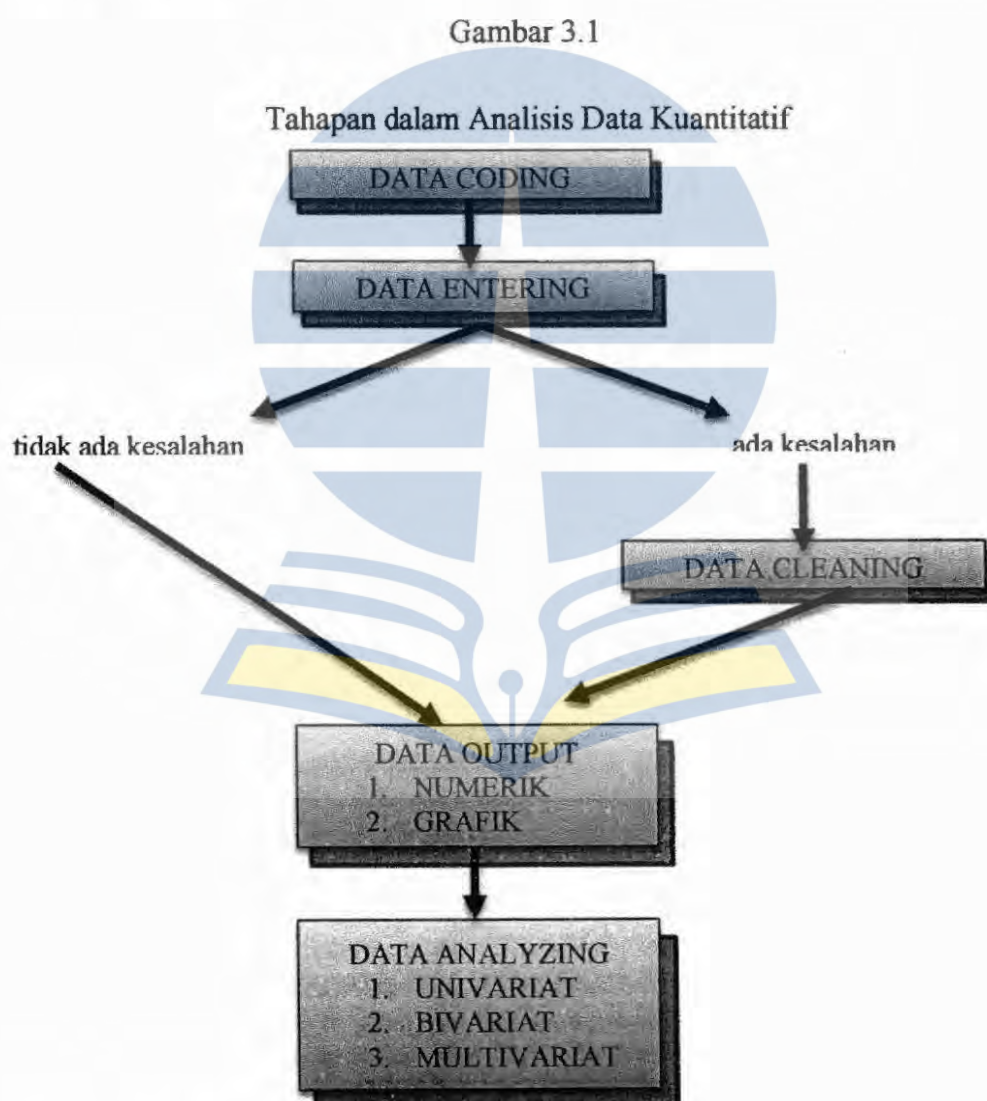 Gambar 3.1
Tahapan dalam Analisis Data Kuantitatif
DATA CODING
DATA ENTERING
tidak ada kesalahan
ada kesalahan
DATA CLEANING
DATA OUTPUT
1. NUMERIK
2. GRAFIK
DATA ANALYZING
1. UNIVARIAT
2. BIVARIAT
3. MULTIVARIAT